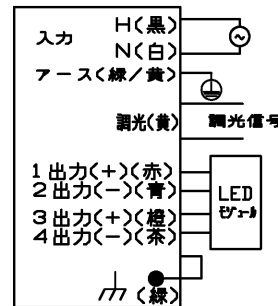 入力
H(黒)
N(白)
アース(緑/黄)
調光(黄)
調光信号
1 出力(+)(赤)
2 出力(−)(青)
3 出力(+)(橙)
4 出力(−)(茶)
LED
ﾓｼﾞｭｰﾙ
(緑)